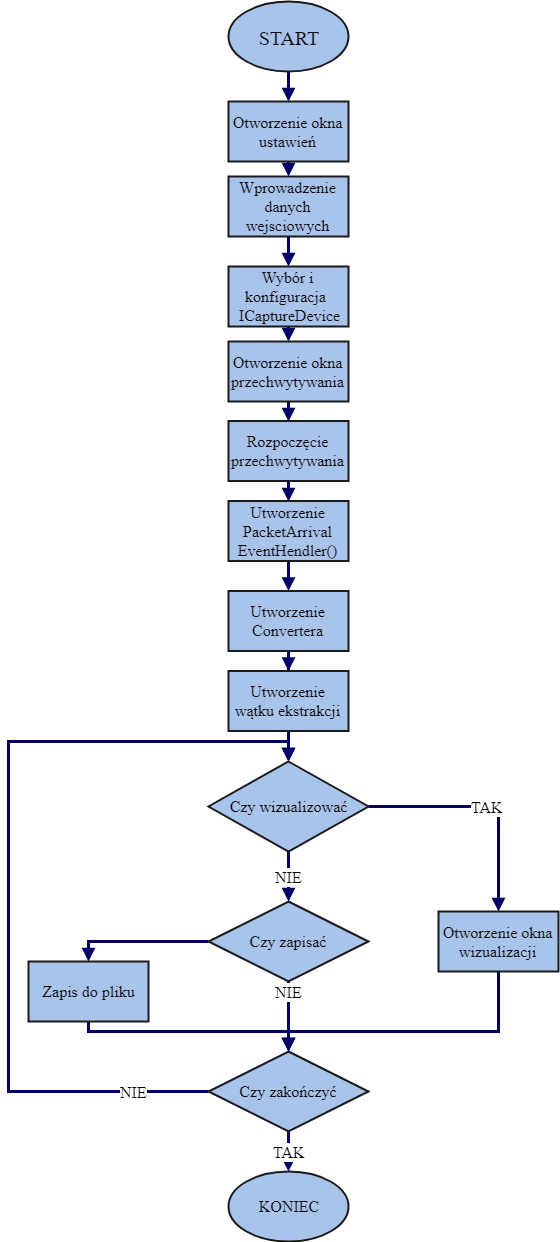 START
Otworzenie okna
ustawień
Wprowadzenie
danych
wejsciowych
Wybór i
konfiguracja
ICaptureDevice
Otworzenie okna
przechwytywania
Rozpoczęcie
przechwytywania
Utworzenie
PacketArrival
EventHendler()
Utworzenie
Convertera
Utworzenie
wątku ekstrakcji
Czy wizualizować
TAK
NIE
Otworzenie okna
wizualizacji
Czy zapisać
Zapis do pliku
NIE
Czy zakończyć
NIE
TAK
KONIEC